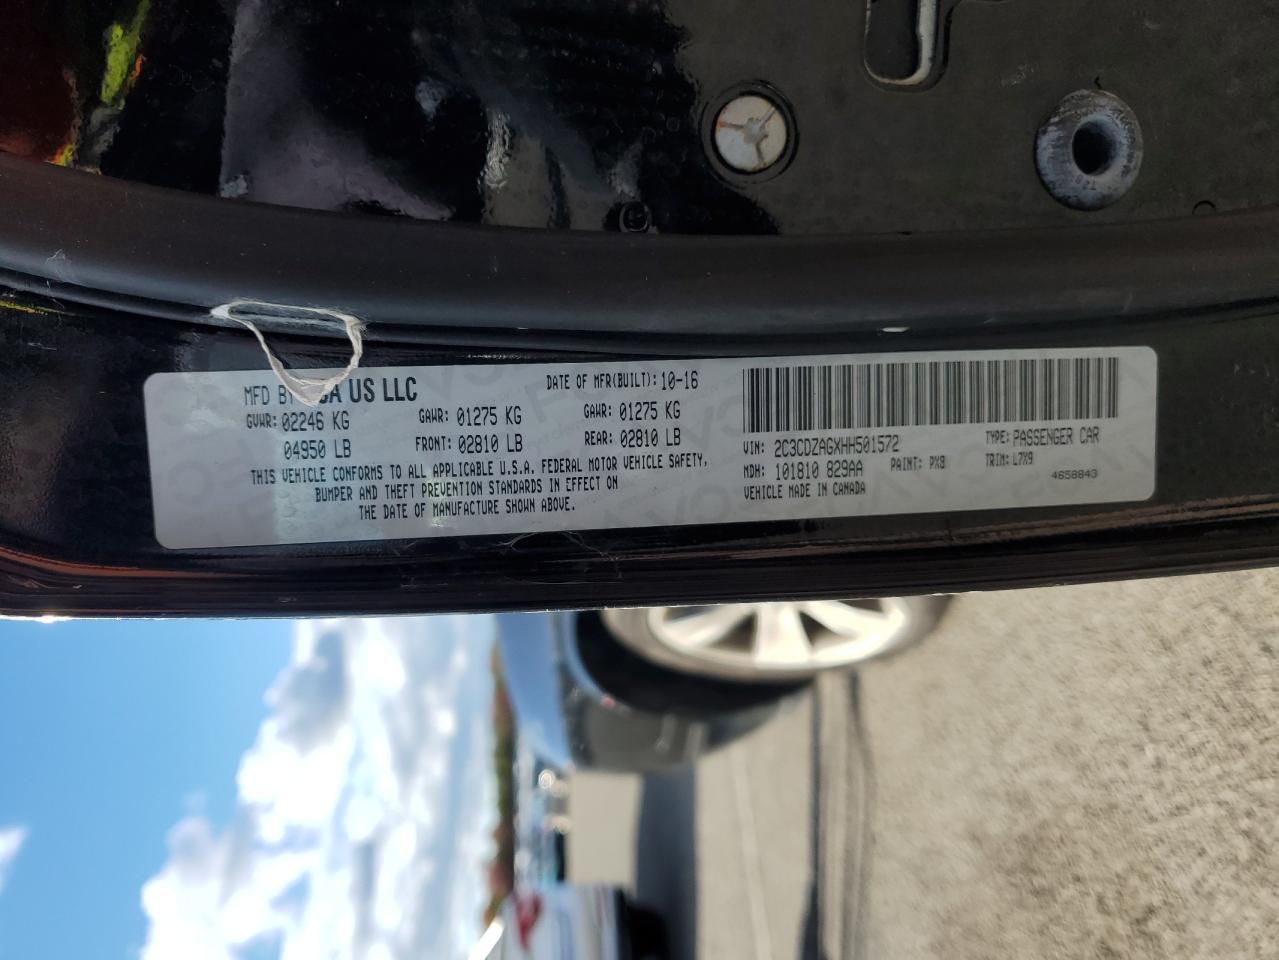 MFD BY US LLC DATE OF MFR(BUILT): 10-16
GVWR: 02246 KG GAWR: 01275 KG GAWR: 01275 KG
04950 LB FRONT: 02810 LB REAR: 02810 LB
THIS VEHICLE CONFORMS TO ALL APPLICABLE U.S.A. FEDERAL MOTOR VEHICLE SAFETY,
BUMPER AND THEFT PREVENTION STANDARDS IN EFFECT ON
THE DATE OF MANUFACTURE SHOWN ABOVE.
VIN: 2C3CDZAGXHH501572 TYPE: PASSENGER CAR
MDH: 101810 829AA PAINT: PX8 TRIM: L7X9
VEHICLE MADE IN CANADA 4658843